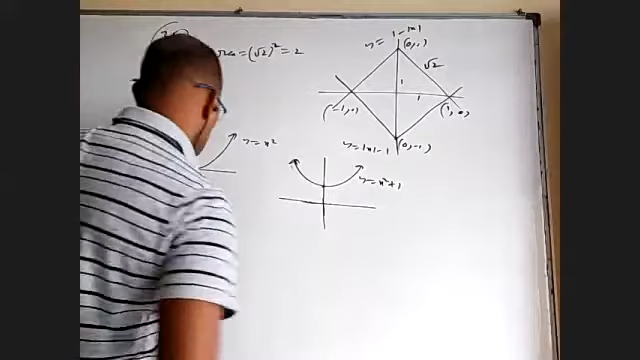 = (√2)² = 2
y = 1 - |x|
(0, 1)
√2
1
1
(-1, 0)
(1, 0)
y = |x| - 1
(0, -1)
y = x²
y = x² + 1